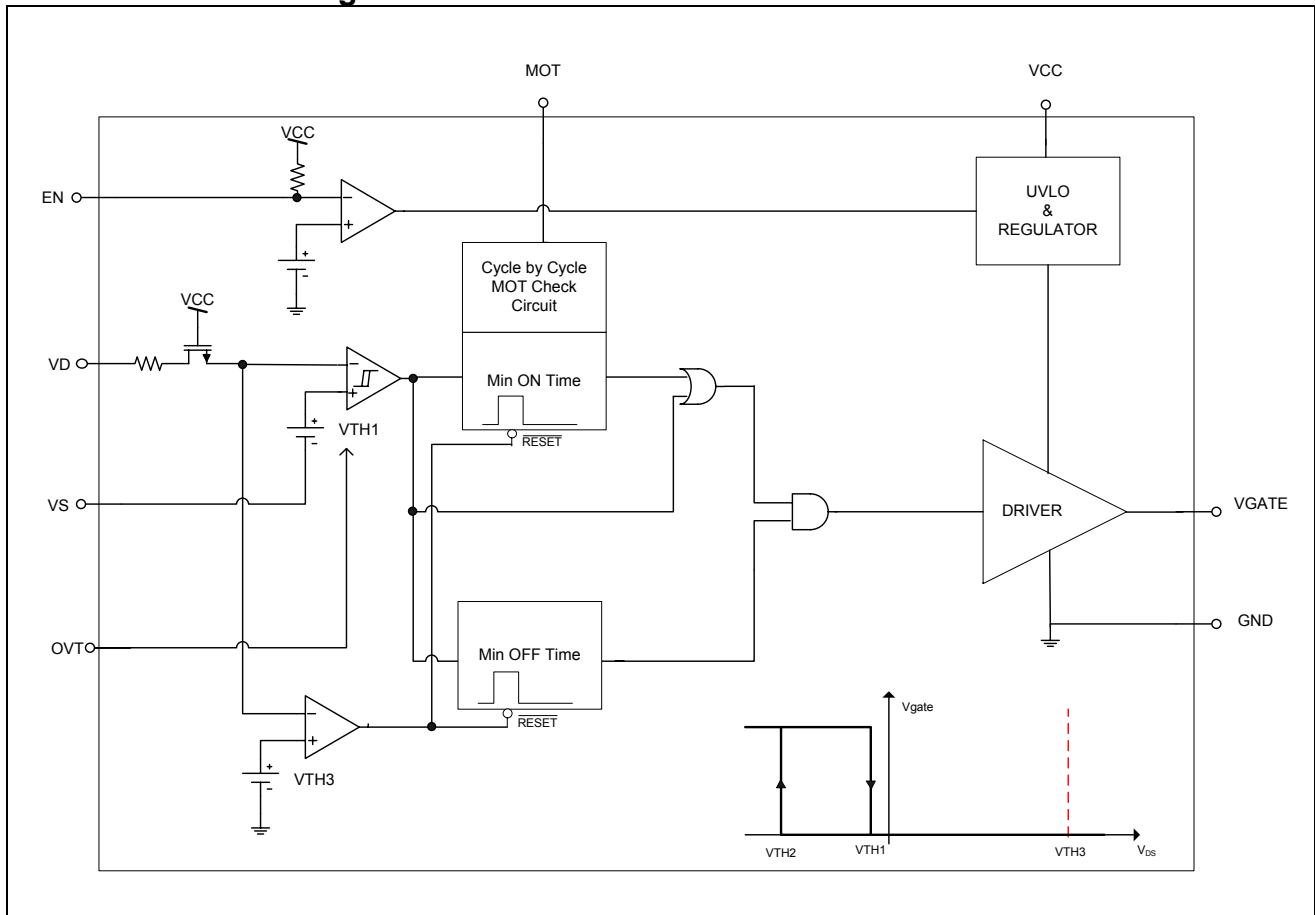 g
MOT
VCC
VCC
EN
−
+
+
-
UVLO
&
REGULATOR
Cycle by Cycle
MOT Check
Circuit
VCC
VD
−
+
+
-
VTH1
Min ON Time
RESET
VS
DRIVER
VGATE
OVT
Min OFF Time
RESET
GND
−
+
+
-
VTH3
Vgate
VTH2
VTH1
VTH3
VDS